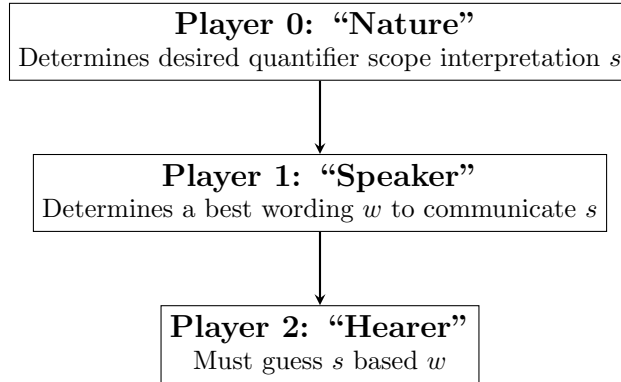 Player 0: “Nature”
Determines desired quantifier scope interpretation s
Player 1: “Speaker”
Determines a best wording w to communicate s
Player 2: “Hearer”
Must guess s based w